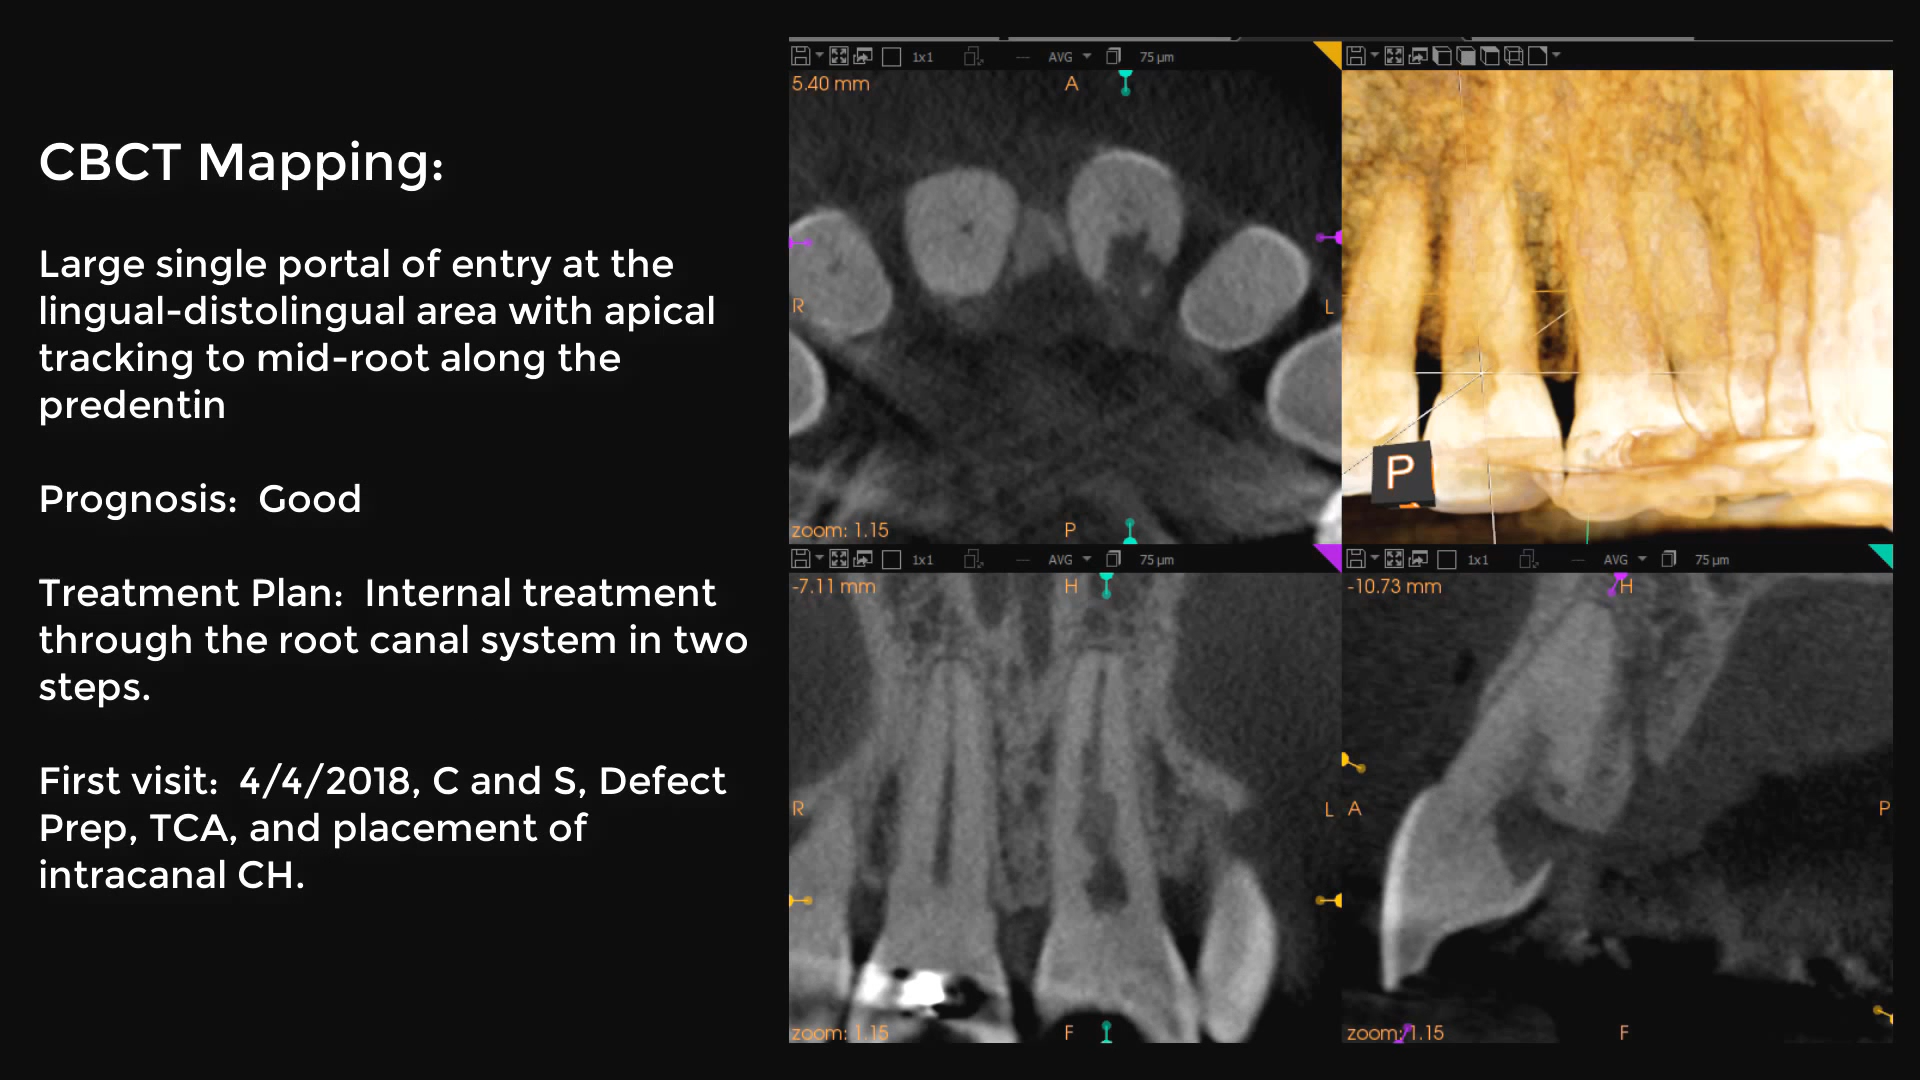 CBCT Mapping:
Large single portal of entry at the
lingual-distolingual area with apical
tracking to mid-root along the
predentin
Prognosis:  Good
Treatment Plan:  Internal treatment
through the root canal system in two
steps.
First visit:  4/4/2018, C and S, Defect
Prep, TCA, and placement of
intracanal CH.
1x1 AVG 75 µm
5.40 mm
A
R
L
zoom: 1.15
P
P
1x1 AVG 75 µm
-7.11 mm
H
R
L
zoom: 1.15
F
1x1 AVG 75 µm
-10.73 mm
H
A
P
zoom: 1.15
F